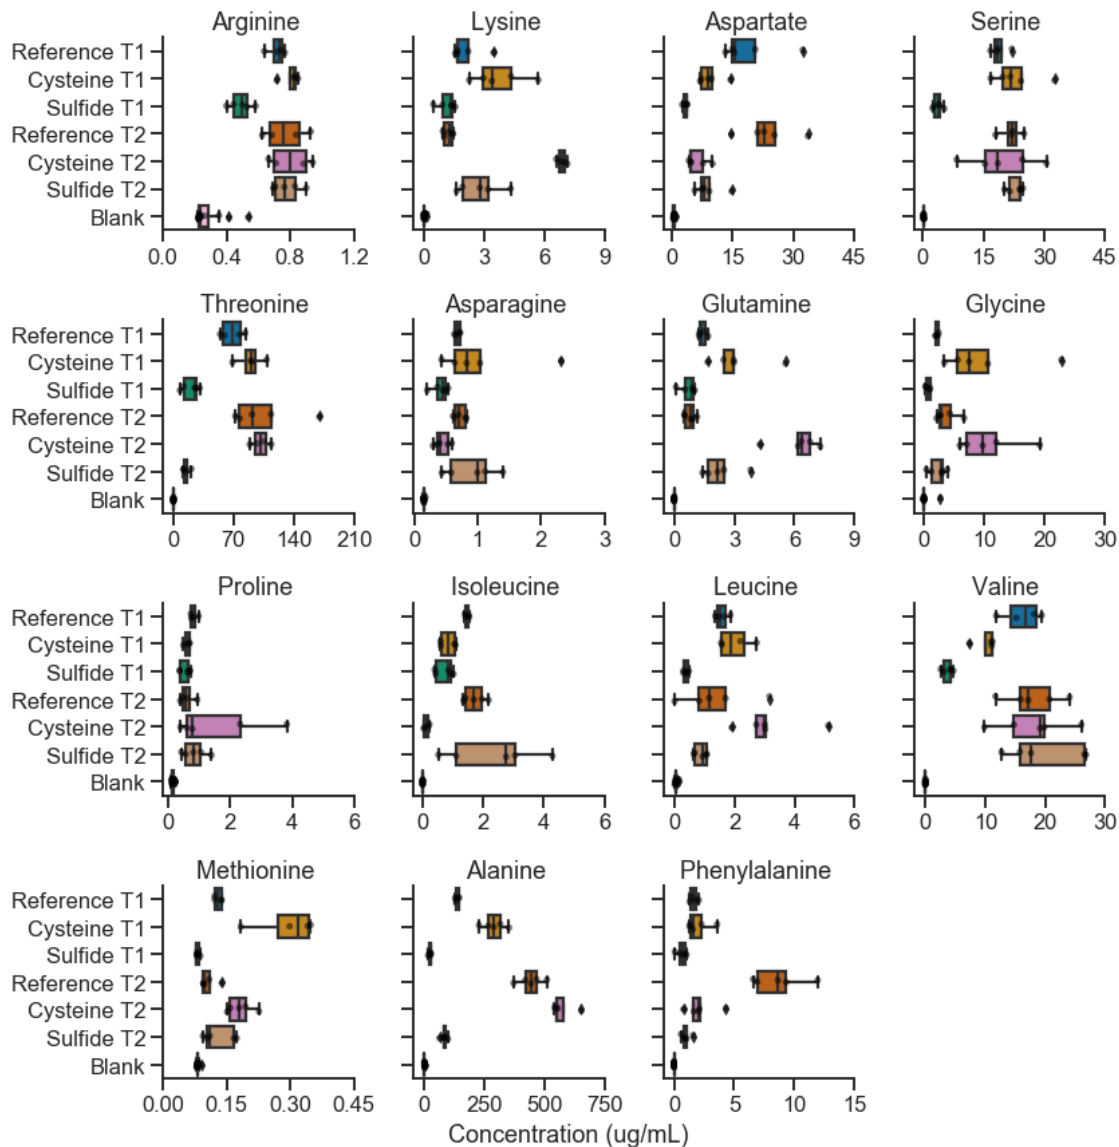 Arginine Lysine Aspartate Serine
Reference T1
Cysteine T1
Sulfide T1
Reference T2
Cysteine T2
Sulfide T2
Blank
0.0 0.4 0.8 1.2 0 3 6 9 0 15 30 45 0 15 30 45
Threonine Asparagine Glutamine Glycine
Reference T1
Cysteine T1
Sulfide T1
Reference T2
Cysteine T2
Sulfide T2
Blank
0 70 140 210 0 1 2 3 0 3 6 9 0 10 20 30
Proline Isoleucine Leucine Valine
Reference T1
Cysteine T1
Sulfide T1
Reference T2
Cysteine T2
Sulfide T2
Blank
0 2 4 6 0 2 4 6 0 2 4 6 0 10 20 30
Methionine Alanine Phenylalanine
Reference T1
Cysteine T1
Sulfide T1
Reference T2
Cysteine T2
Sulfide T2
Blank
0.00 0.15 0.30 0.45 0 250 500 750 0 5 10 15
Concentration (ug/mL)